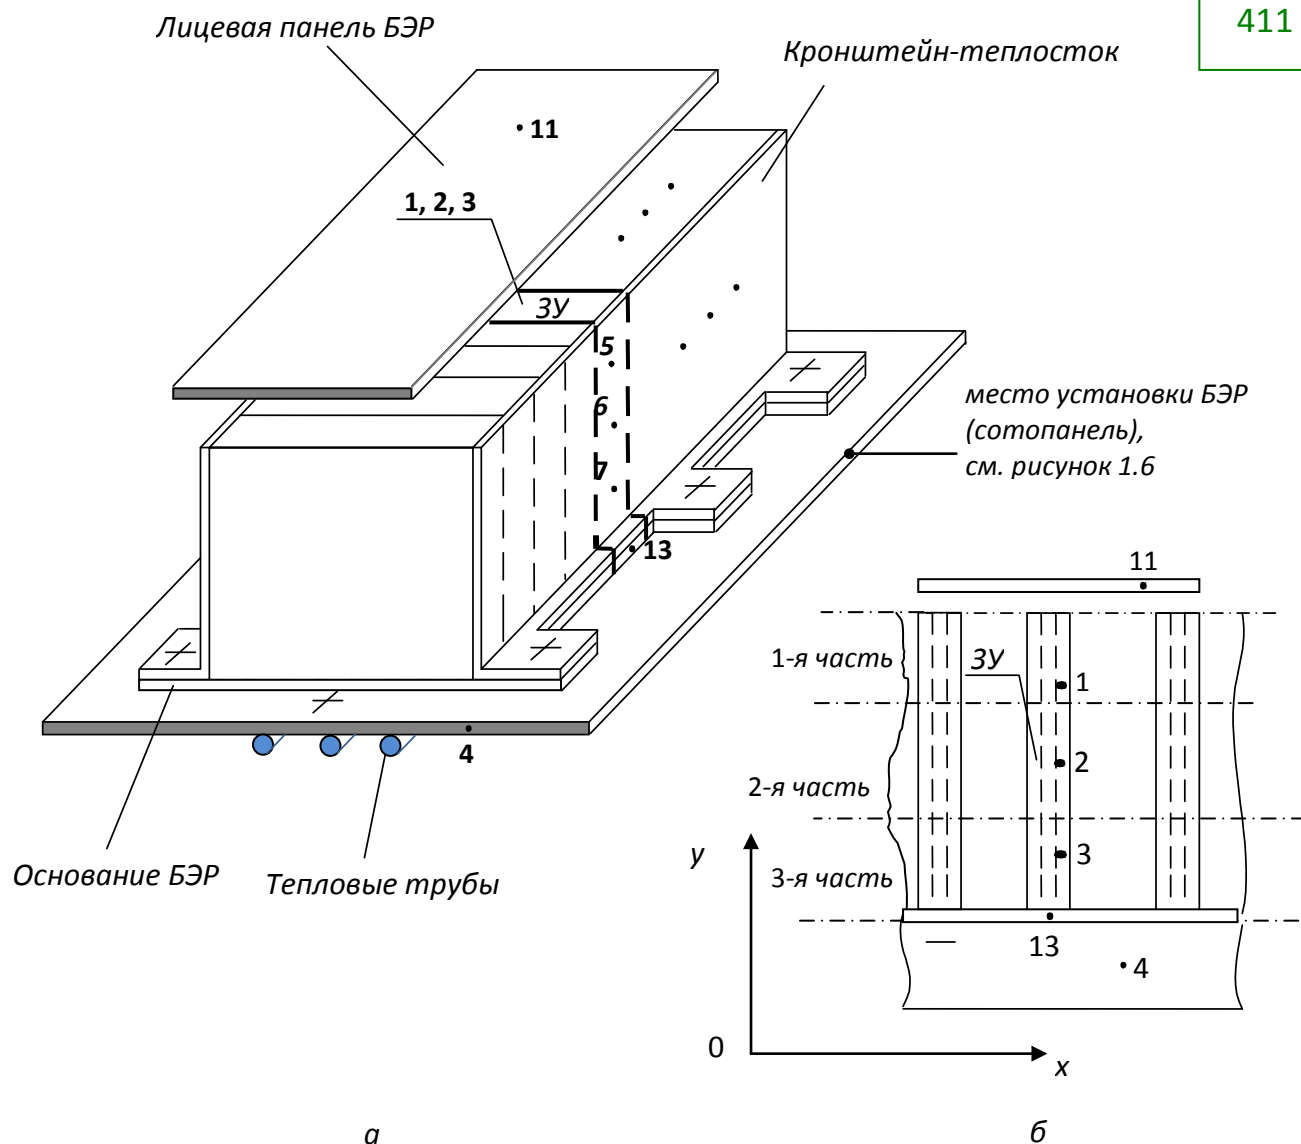 411
Лицевая панель БЭР
Кронштейн-теплосток
11
1, 2, 3
ЗУ
5
6
7
13
место установки БЭР
(сотопанель),
см. рисунок 1.6
4
Основание БЭР
Тепловые трубы
11
1-я часть
ЗУ
1
2
2-я часть
3
3-я часть
13
4
y
0
x
а
б